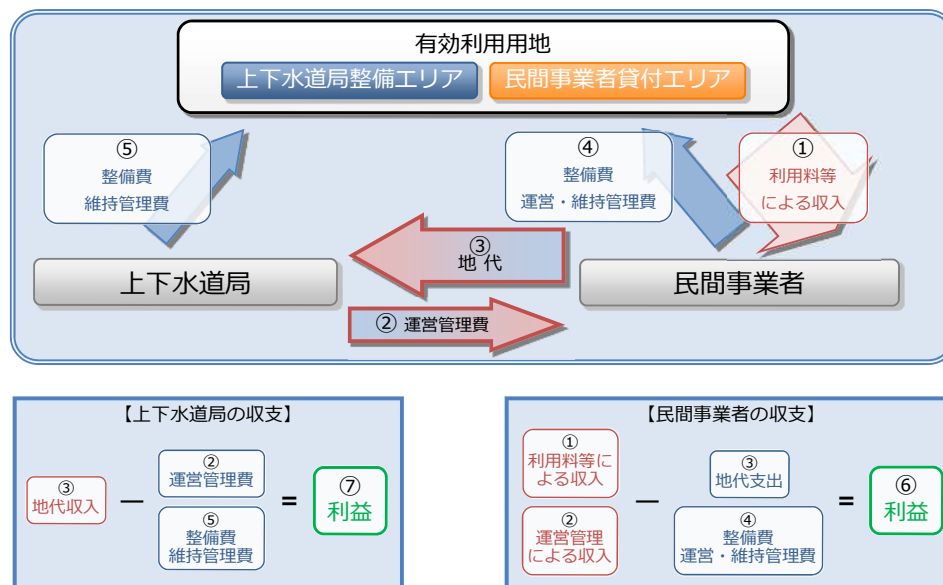 有効利用用地
上下水道局整備エリア
民間事業者貸付エリア
⑤
整備費
維持管理費
④
整備費
運営・維持管理費
①
利用料等
による収入
③
地 代
上下水道局
民間事業者
② 運営管理費
【上下水道局の収支】
③
地代収入
―
②
運営管理費
⑤
整備費
維持管理費
=
⑦
利益
【民間事業者の収支】
①
利用料等に
よる収入
②
運営管理
による収入
―
③
地代支出
④
整備費
運営・維持管理費
=
⑥
利益